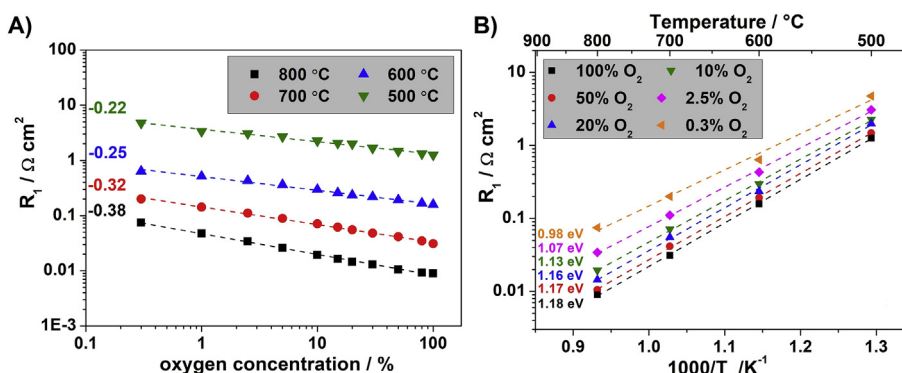 A)
100
10
1
0.1
0.01
1E-3
R1 / Ω cm2
800 °C
600 °C
700 °C
500 °C
-0.22
-0.25
-0.32
-0.38
0.1
1
10
100
oxygen concentration / %
B)
Temperature / °C
900
800
700
600
500
10
1
0.1
0.01
R1 / Ω cm2
100% O2
10% O2
50% O2
2.5% O2
20% O2
0.3% O2
0.98 eV
1.07 eV
1.13 eV
1.16 eV
1.17 eV
1.18 eV
0.9
1.0
1.1
1.2
1.3
1000/T /K-1